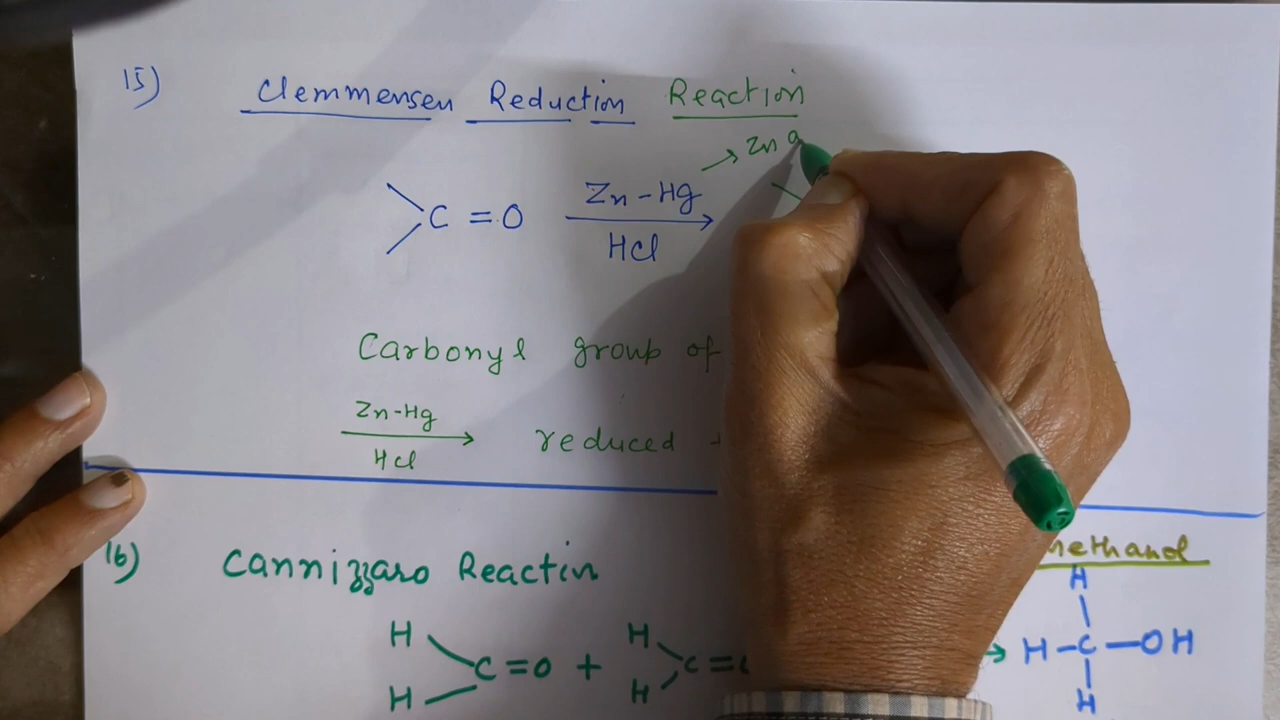 15) Clemmensen Reduction Reaction
Zn
C = O Zn-Hg HCl
Carbonyl group of
Zn-Hg HCl reduced
methanol
16) Cannizzaro Reactin
H H C = O + H H C = → H - C - OH H H